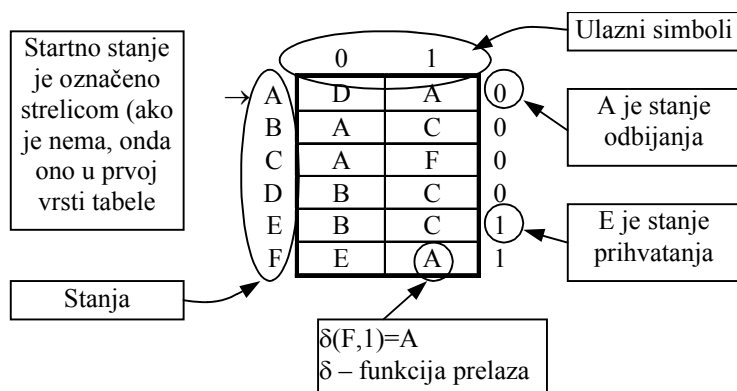 Startno stanje
je označeno
strelicom (ako
je nema, onda
ono u prvoj
vrsti tabele
Ulazni simboli
0 1
→ A D A 0
B A C 0
C A F 0
D B C 0
E B C 1
F E A 1
A je stanje
odbijanja
E je stanje
prihvatanja
Stanja
δ(F,1)=A
δ – funkcija prelaza